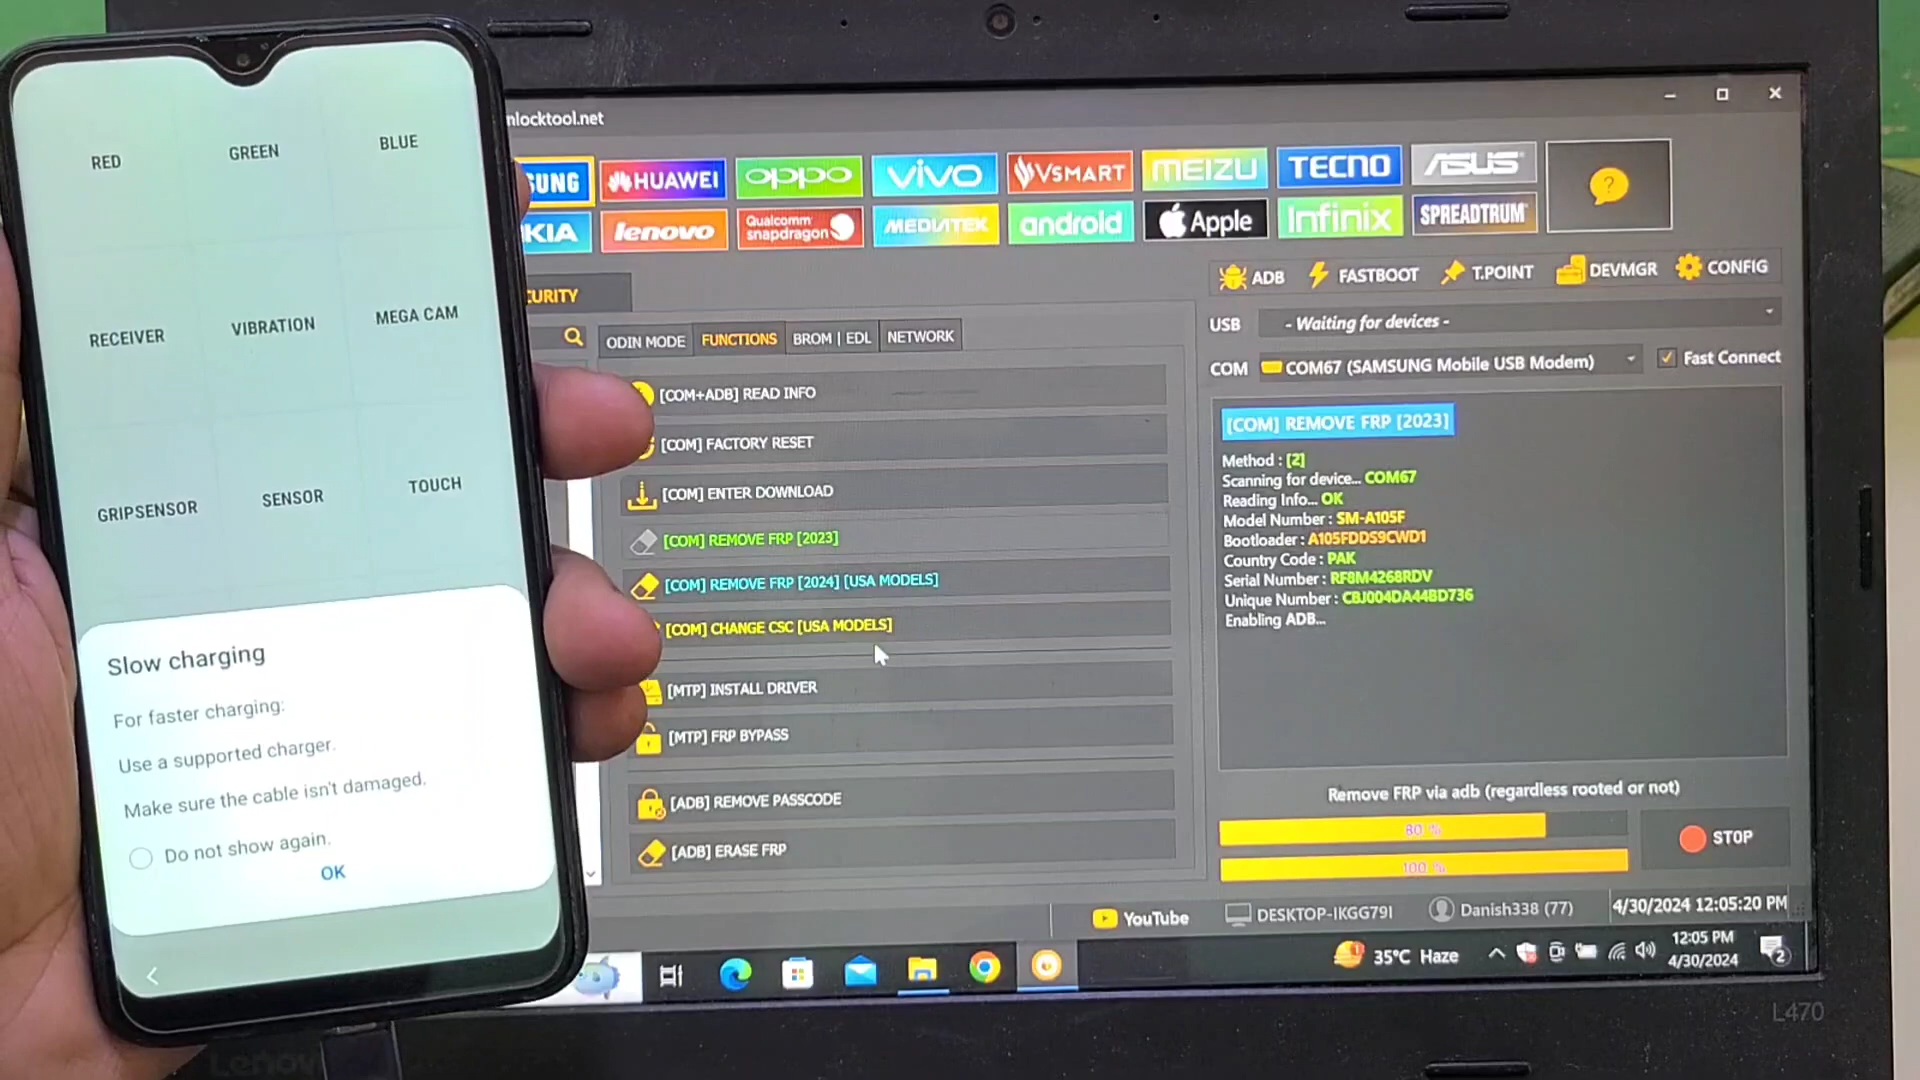 RED
GREEN
BLUE
RECEIVER
VIBRATION
MEGA CAM
GRIPSENSOR
SENSOR
TOUCH
Slow charging
For faster charging:
Use a supported charger.
Make sure the cable isn't damaged.
Do not show again.
OK
nlocktool.net
SUNG
HUAWEI
oppo
vivo
VSMART
MEIZU
TECNO
ASUS
KIA
lenovo
Qualcomm
snapdragon
MEDIATEK
android
Apple
Infinix
SPREADTRUM
ADB
FASTBOOT
T.POINT
DEVMGR
CONFIG
CURITY
ODIN MODE
FUNCTIONS
BROM | EDL
NETWORK
USB
- Waiting for devices -
COM
COM67 (SAMSUNG Mobile USB Modem)
Fast Connect
[COM+ADB] READ INFO
[COM] FACTORY RESET
[COM] ENTER DOWNLOAD
[COM] REMOVE FRP [2023]
[COM] REMOVE FRP [2024] [USA MODELS]
[COM] CHANGE CSC [USA MODELS]
[MTP] INSTALL DRIVER
[MTP] FRP BYPASS
[ADB] REMOVE PASSCODE
[ADB] ERASE FRP
[COM] REMOVE FRP [2023]
Method : [2]
Scanning for device... COM67
Reading Info... OK
Model Number : SM-A105F
Bootloader : A105FDDS9CWD1
Country Code : PAK
Serial Number : RF8M4268RDV
Unique Number : CBJ004DA44BD736
Enabling ADB...
Remove FRP via adb (regardless rooted or not)
80 %
100 %
STOP
YouTube
DESKTOP-IKGG79I
Danish338 (77)
4/30/2024 12:05:20 PM
35°C Haze
12:05 PM
4/30/2024
2
L470
Lenovo